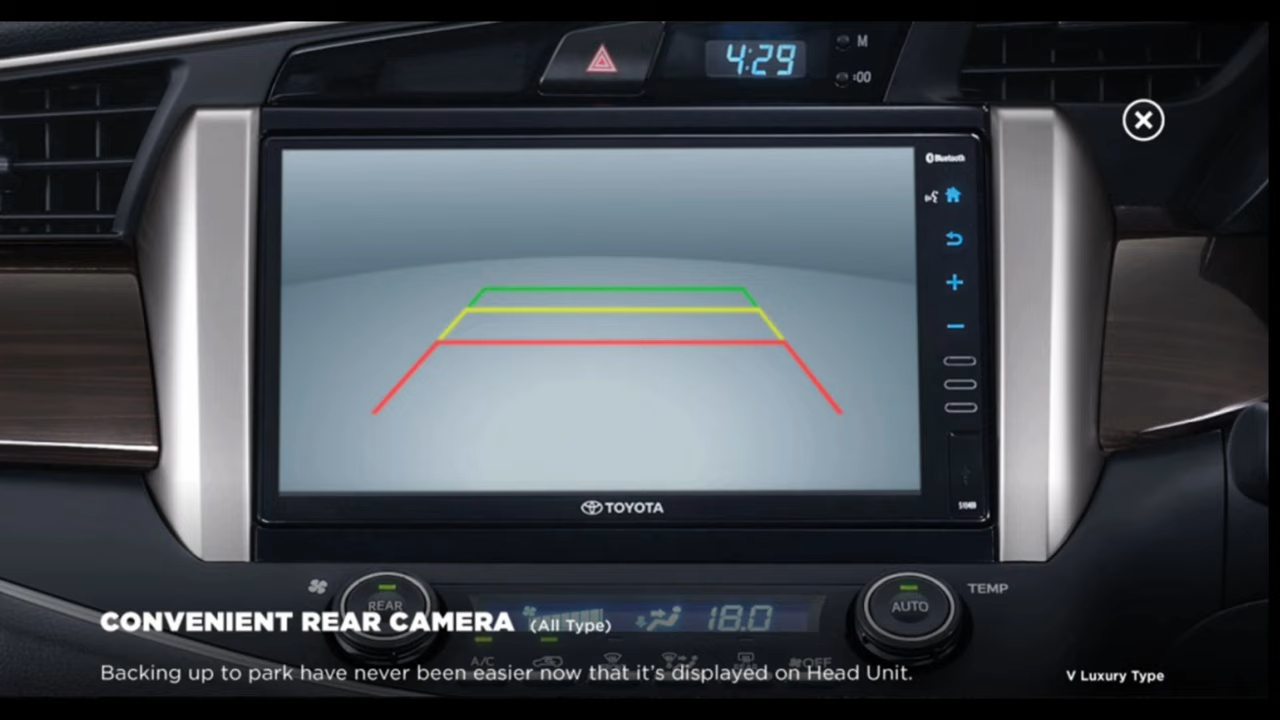 4:29
M
:00
Bluetooth
TOYOTA
REAR
18.0
AUTO
TEMP
A/C
OFF
CONVENIENT REAR CAMERA (All Type)
Backing up to park have never been easier now that it's displayed on Head Unit.
V Luxury Type